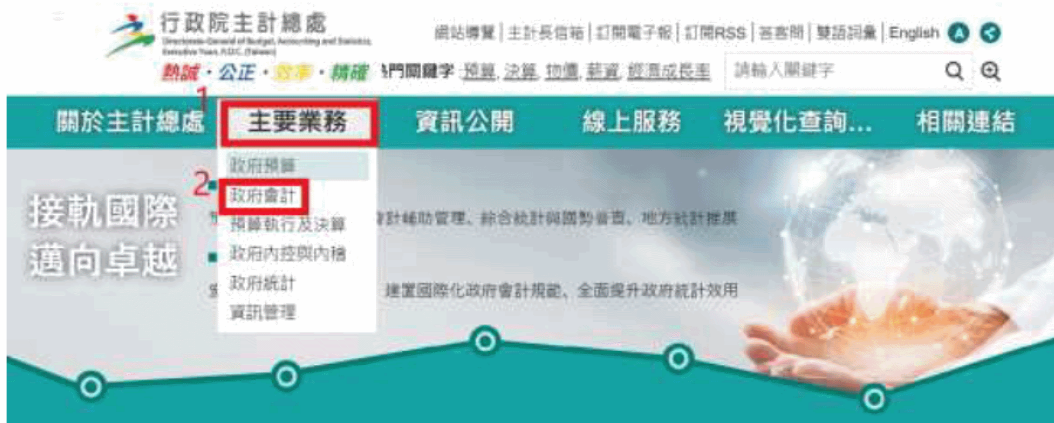 行政院主計總處
Directorate-General of Budget, Accounting and Statistics,
Executive Yuan, R.O.C. (Taiwan)
網站導覽 | 主計長信箱 | 訂閱電子報 | 訂閱RSS | 答客問 | 雙語詞彙 | English
熱誠・公正・效率・精確
門關鍵字:預算, 決算, 物價, 薪資, 經濟成長率
請輸入關鍵字
1
關於主計總處 主要業務 資訊公開 線上服務 視覺化查詢... 相關連結
政府預算
2
政府會計
預算執行及決算
政府內控與內稽
政府統計
資訊管理
接軌國際
邁向卓越
會計輔助管理、綜合統計與國勢普查、地方統計推展
建置國際化政府會計規範、全面提升政府統計效用